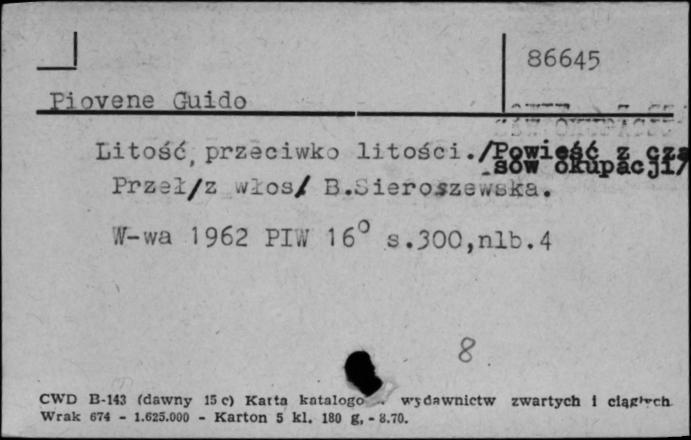 86645
Piovene Guido
Litość przeciwko litości./Powieść z cza
sów okupacji/
Przeł/z włos/ B.Sieroszewska.
W-wa 1962 PIW 16° s.300,nlb.4
8
CWD B-143 (dawny 15 c) Karta katalogo wydawnictw zwartych i ciągłych
Wrak 674 - 1.625.000 - Karton 5 kl. 180 g. - 8.70.